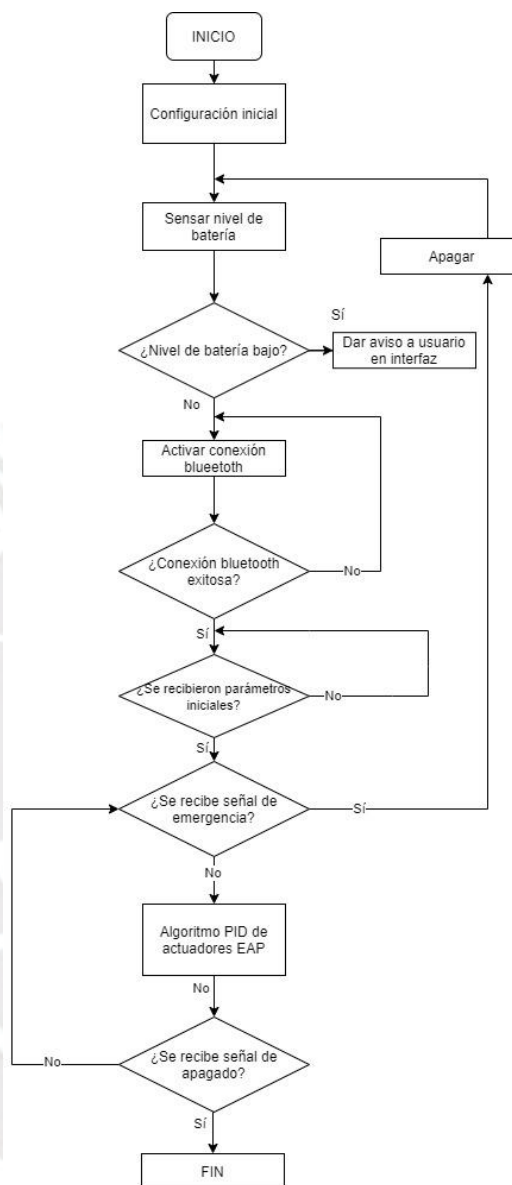 INICIO
Configuración inicial
Sensar nivel de
batería
Apagar
Sí
¿Nivel de batería bajo?
Dar aviso a usuario
en interfaz
No
Activar conexión
blueetoth
¿Conexión bluetooth
exitosa?
No
Sí
¿Se recibieron parámetros
iniciales?
No
Sí
¿Se recibe señal de
emergencia?
Sí
No
Algoritmo PID de
actuadores EAP
No
¿Se recibe señal de
apagado?
No
Sí
FIN